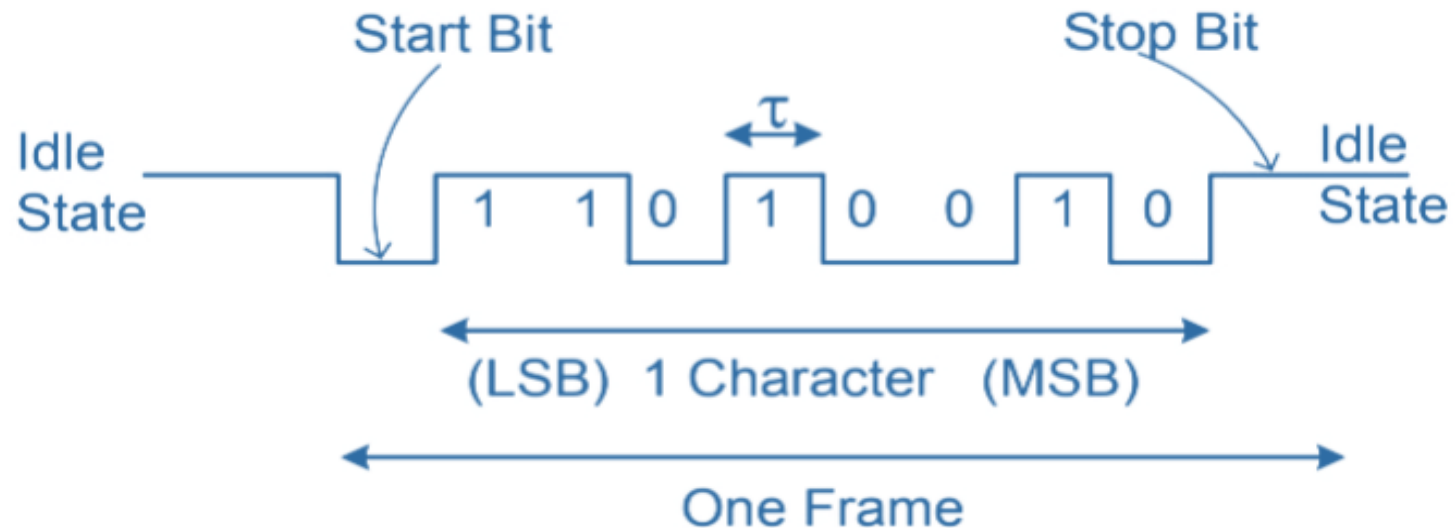 Start Bit
Stop Bit
τ
Idle
State
Idle
State
1 1 0 1 0 0 1 0
(LSB) 1 Character (MSB)
One Frame